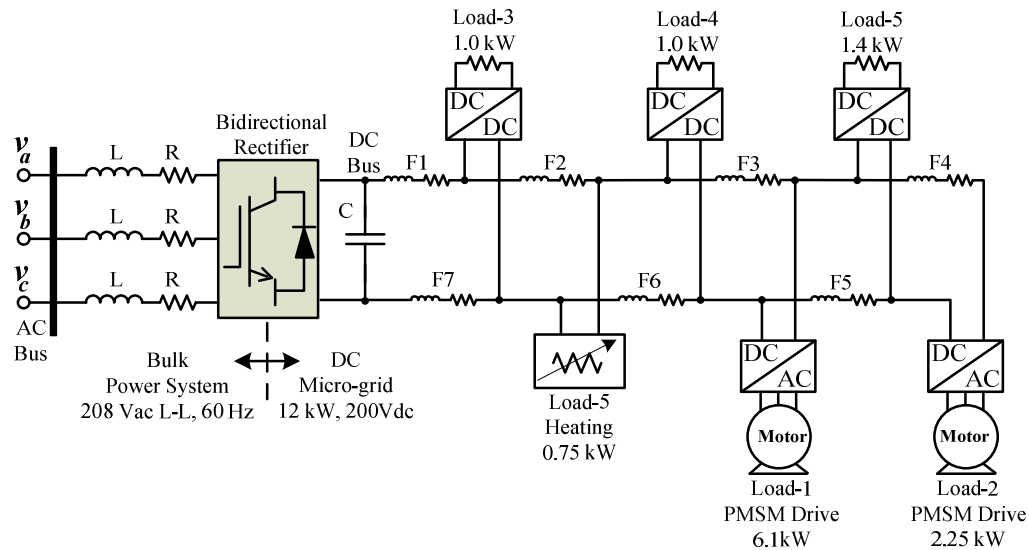 Load-3
1.0 kW
Load-4
1.0 kW
Load-5
1.4 kW
DC
DC
DC
DC
DC
DC
Bidirectional
Rectifier
DC
Bus
v_a
L
R
F1
F2
F3
F4
v_b
L
R
C
v_c
L
R
F7
F6
F5
AC
Bus
Bulk
Power System
208 Vac L-L, 60 Hz
DC
Micro-grid
12 kW, 200Vdc
Load-5
Heating
0.75 kW
DC
AC
Motor
Load-1
PMSM Drive
6.1kW
DC
AC
Motor
Load-2
PMSM Drive
2.25 kW